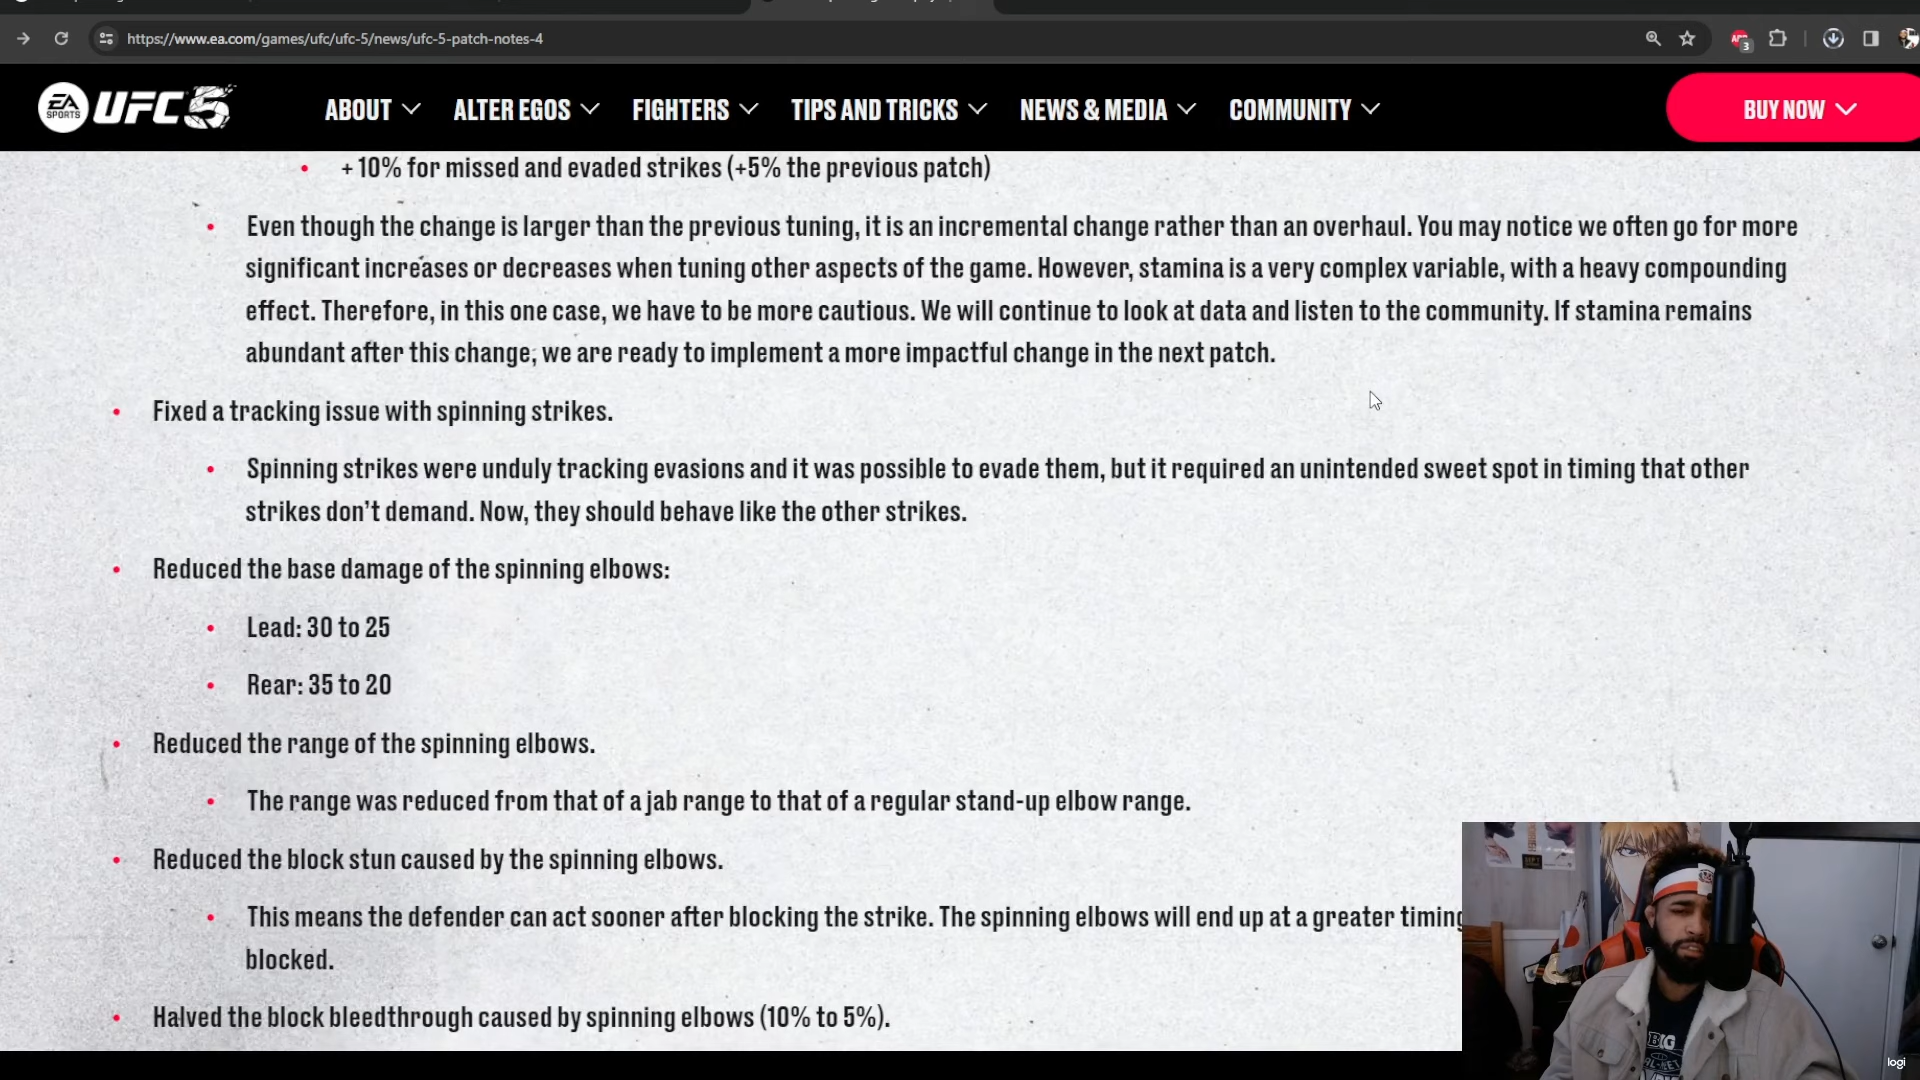 https://www.ea.com/games/ufc/ufc-5/news/ufc-5-patch-notes-4
3
EA SPORTS UFC 5
ABOUT ALTER EGOS FIGHTERS TIPS AND TRICKS NEWS & MEDIA COMMUNITY BUY NOW
+ 10% for missed and evaded strikes (+5% the previous patch)
Even though the change is larger than the previous tuning, it is an incremental change rather than an overhaul. You may notice we often go for more
significant increases or decreases when tuning other aspects of the game. However, stamina is a very complex variable, with a heavy compounding
effect. Therefore, in this one case, we have to be more cautious. We will continue to look at data and listen to the community. If stamina remains
abundant after this change, we are ready to implement a more impactful change in the next patch.
Fixed a tracking issue with spinning strikes.
Spinning strikes were unduly tracking evasions and it was possible to evade them, but it required an unintended sweet spot in timing that other
strikes don’t demand. Now, they should behave like the other strikes.
Reduced the base damage of the spinning elbows:
Lead: 30 to 25
Rear: 35 to 20
Reduced the range of the spinning elbows.
The range was reduced from that of a jab range to that of a regular stand-up elbow range.
Reduced the block stun caused by the spinning elbows.
This means the defender can act sooner after blocking the strike. The spinning elbows will end up at a greater timing
blocked.
Halved the block bleedthrough caused by spinning elbows (10% to 5%).
BIG
logi